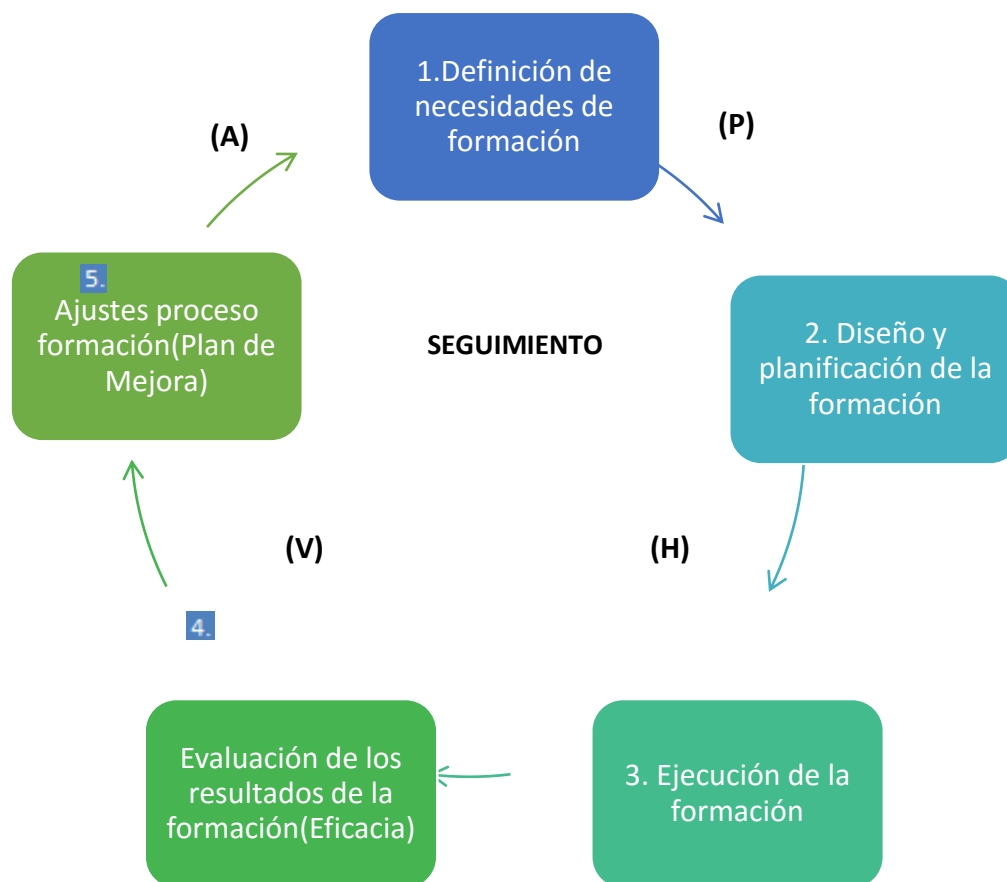 1.Definición de
necesidades de
formación
(A)
(P)
5.
Ajustes proceso
formación(Plan de
Mejora)
SEGUIMIENTO
2. Diseño y
planificación de la
formación
(V)
(H)
4.
Evaluación de los
resultados de la
formación(Eficacia)
3. Ejecución de la
formación